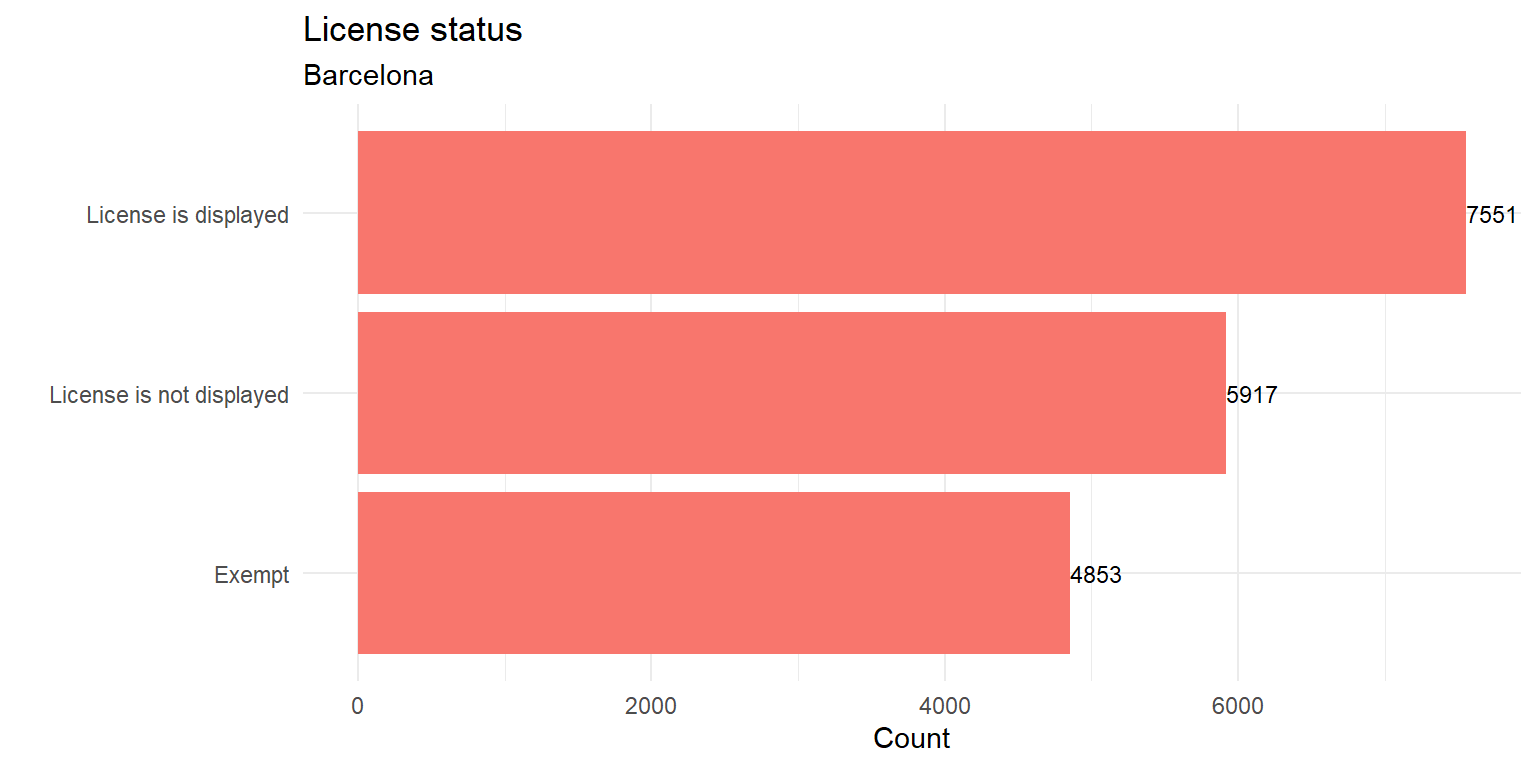 License status
Barcelona
License is displayed
7551
License is not displayed
5917
Exempt
4853
0 2000 4000 6000
Count